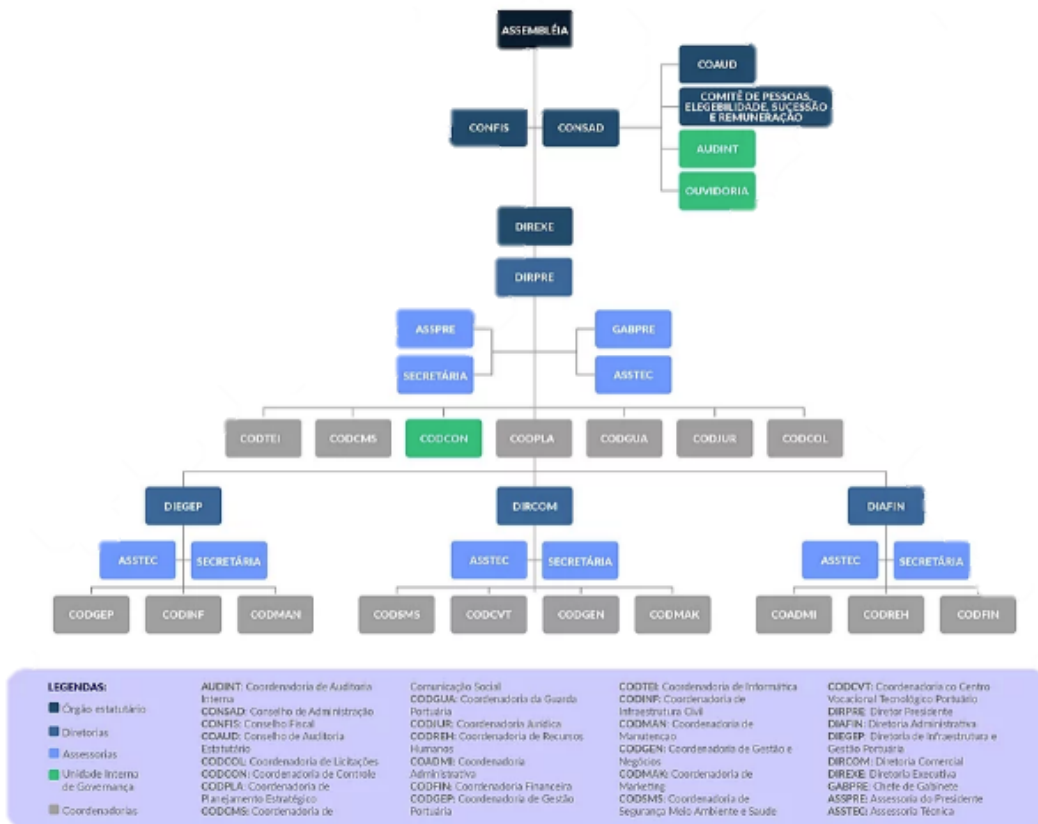 ASSEMBLÉIA
COAUD
COMITÊ DE PESSOAS,
ELEGEBILIDADE, SUCESSÃO
E REMUNERAÇÃO
CONFIS
CONSAD
AUDINT
OUVIDORIA
DIREXE
DIRPRE
ASSPRE
GABPRE
SECRETÁRIA
ASSTEC
CODTEI
CODCMS
CODCON
COOPLA
CODGUA
CODJUR
CODCOL
DIEGEP
DIRCOM
DIAFIN
ASSTEC
SECRETÁRIA
ASSTEC
SECRETÁRIA
ASSTEC
SECRETÁRIA
CODGEP
CODINF
CODMAN
CODSMS
CODCVT
CODGEN
CODMAK
COADMI
CODREH
CODFIN
LEGENDAS:
Órgão estatutário
Diretorias
Assessorias
Unidade Interna
de Governança
Coordenadorias
AUDINT: Coordenadoria de Auditoria
Interna
CONSAD: Conselho de Administração
CONFIS: Conselho Fiscal
COAUD: Conselho de Auditoria
Estatutário
CODCOL: Coordenadoria de Licitações
CODCON: Coordenadoria de Controle
CODPLA: Coordenadoria de
Planejamento Estratégico
CODCMS: Coordenadoria de
Comunicação Social
CODGUA: Coordenadoria da Guarda
Portuária
CODJUR: Coordenadoria Jurídica
CODREH: Coordenadoria de Recursos
Humanos
COADMI: Coordenadoria
Administrativa
CODFIN: Coordenadoria Financeira
CODGEP: Coordenadoria de Gestão
Portuária
CODTEI: Coordenadoria de Informática
CODINF: Coordenadoria de
Infraestrutura Civil
CODMAN: Coordenadoria de
Manutenção
CODGEN: Coordenadoria de Gestão e
Negócios
CODMAK: Coordenadoria de
Marketing
CODSMS: Coordenadoria de
Segurança Meio Ambiente e Saude
CODCVT: Coordenadoria co Centro
Vocacional Tecnológico Portuário
DIRPRE: Diretor Presidente
DIAFIN: Diretoria Administrativa
DIEGEP: Diretoria de Infraestrutura e
Gestão Portuária
DIRCOM: Diretoria Comercial
DIREXE: Diretoria Executiva
GABPRE: Chefe de Gabinete
ASSPRE: Assessoria do Presidente
ASSTEC: Assessoria Técnica